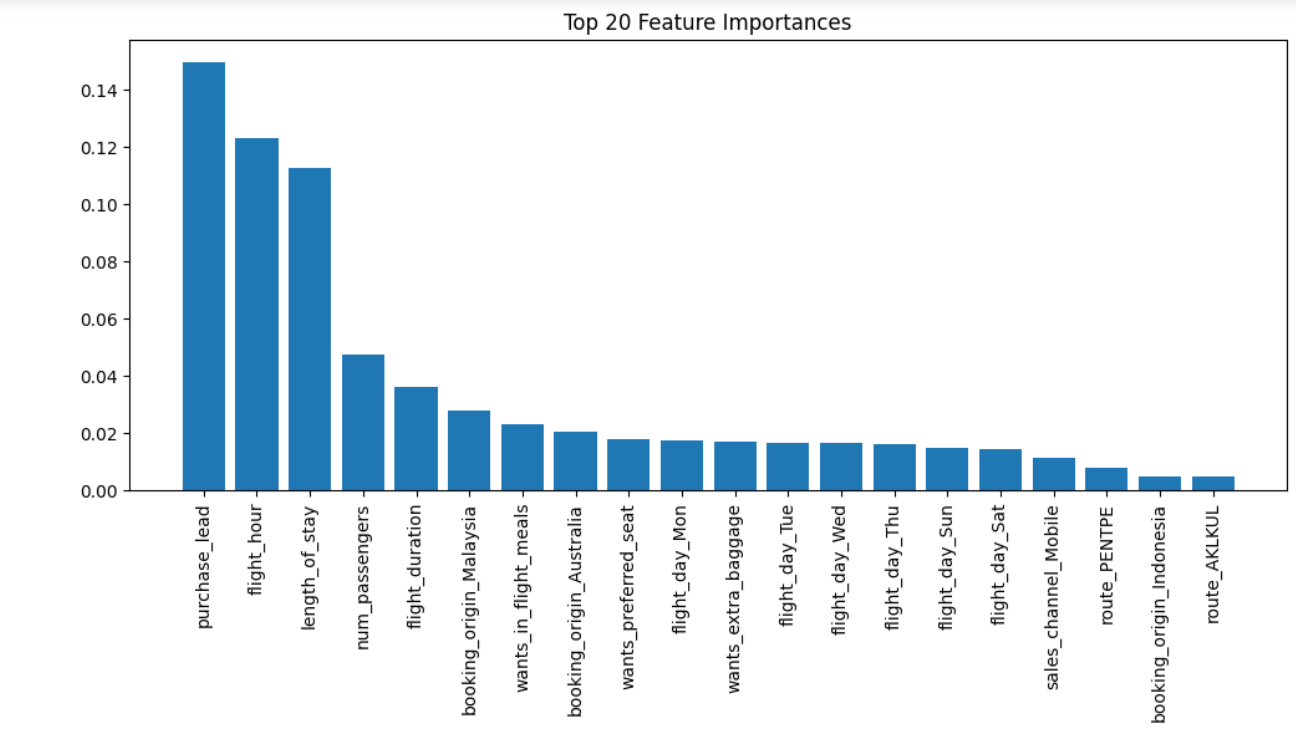 Top 20 Feature Importances
0.14
0.12
0.10
0.08
0.06
0.04
0.02
0.00
purchase_lead
flight_hour
length_of_stay
num_passengers
flight_duration
booking_origin_Malaysia
wants_in_flight_meals
booking_origin_Australia
wants_preferred_seat
flight_day_Mon
wants_extra_baggage
flight_day_Tue
flight_day_Wed
flight_day_Thu
flight_day_Sun
flight_day_Sat
sales_channel_Mobile
route_PENTPE
booking_origin_Indonesia
route_AKLKUL